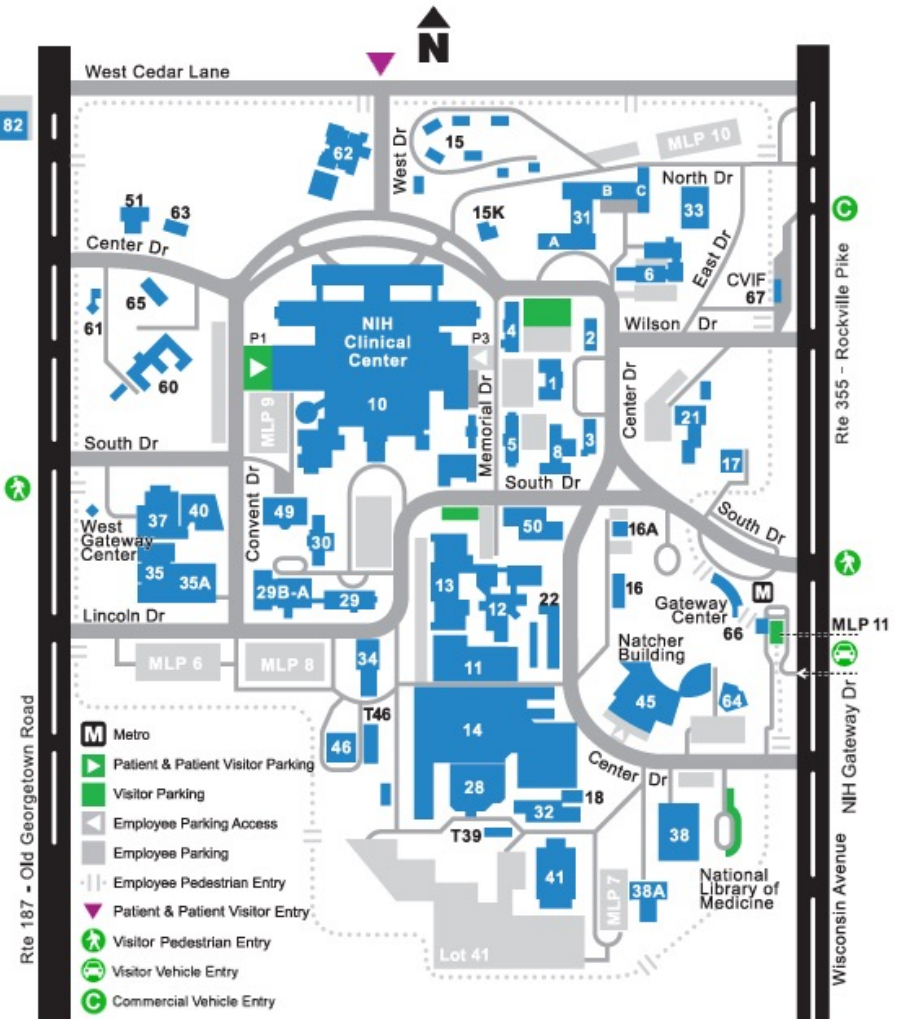 N
West Cedar Lane
82
62
West Dr
15
MLP 10
North Dr
51
63
15K
B
C
31
33
A
Center Dr
East Dr
6
65
CVIF
67
C
61
NIH
Clinical
Center
10
P1
P3
4
2
Wilson Dr
60
MLP 9
1
Memorial Dr
Center Dr
Rte 355 - Rockville Pike
21
South Dr
5
8
3
17
South Dr
West
Gateway
Center
37
40
Convent Dr
49
50
16A
South Dr
30
35
35A
13
16
M
29B-A
29
12
22
Gateway
Center
66
MLP 11
Lincoln Dr
Natcher
Building
MLP 6
MLP 8
34
11
45
64
T46
46
14
NIH Gateway Dr
Center Dr
28
18
32
T39
38
41
MLP 7
38A
National
Library of
Medicine
Lot 41
Rte 187 - Old Georgetown Road
Wisconsin Avenue
M Metro
Patient & Patient Visitor Parking
Visitor Parking
Employee Parking Access
Employee Parking
Employee Pedestrian Entry
Patient & Patient Visitor Entry
Visitor Pedestrian Entry
Visitor Vehicle Entry
C Commercial Vehicle Entry